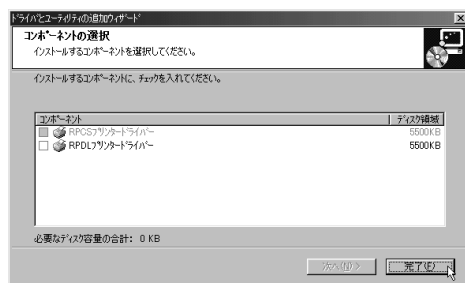 ﾄﾞﾗｲﾊﾞとﾕｰﾃｨﾘﾃｨの追加ｳｨｻﾞｰﾄﾞ
ｺﾝﾎﾟｰﾈﾝﾄの選択
ｲﾝｽﾄｰﾙするｺﾝﾎﾟｰﾈﾝﾄを選択してください。
ｲﾝｽﾄｰﾙするｺﾝﾎﾟｰﾈﾝﾄに、ﾁｪｯｸを入れてください。
ｺﾝﾎﾟｰﾈﾝﾄ ディスク領域
RPCSﾌﾟﾘﾝﾀｰﾄﾞﾗｲﾊﾞｰ 5500KB
RPDLﾌﾟﾘﾝﾀｰﾄﾞﾗｲﾊﾞｰ 5500KB
必要なﾃﾞｨｽｸ容量の合計: 0 KB
次へ(N) > 完了(F)